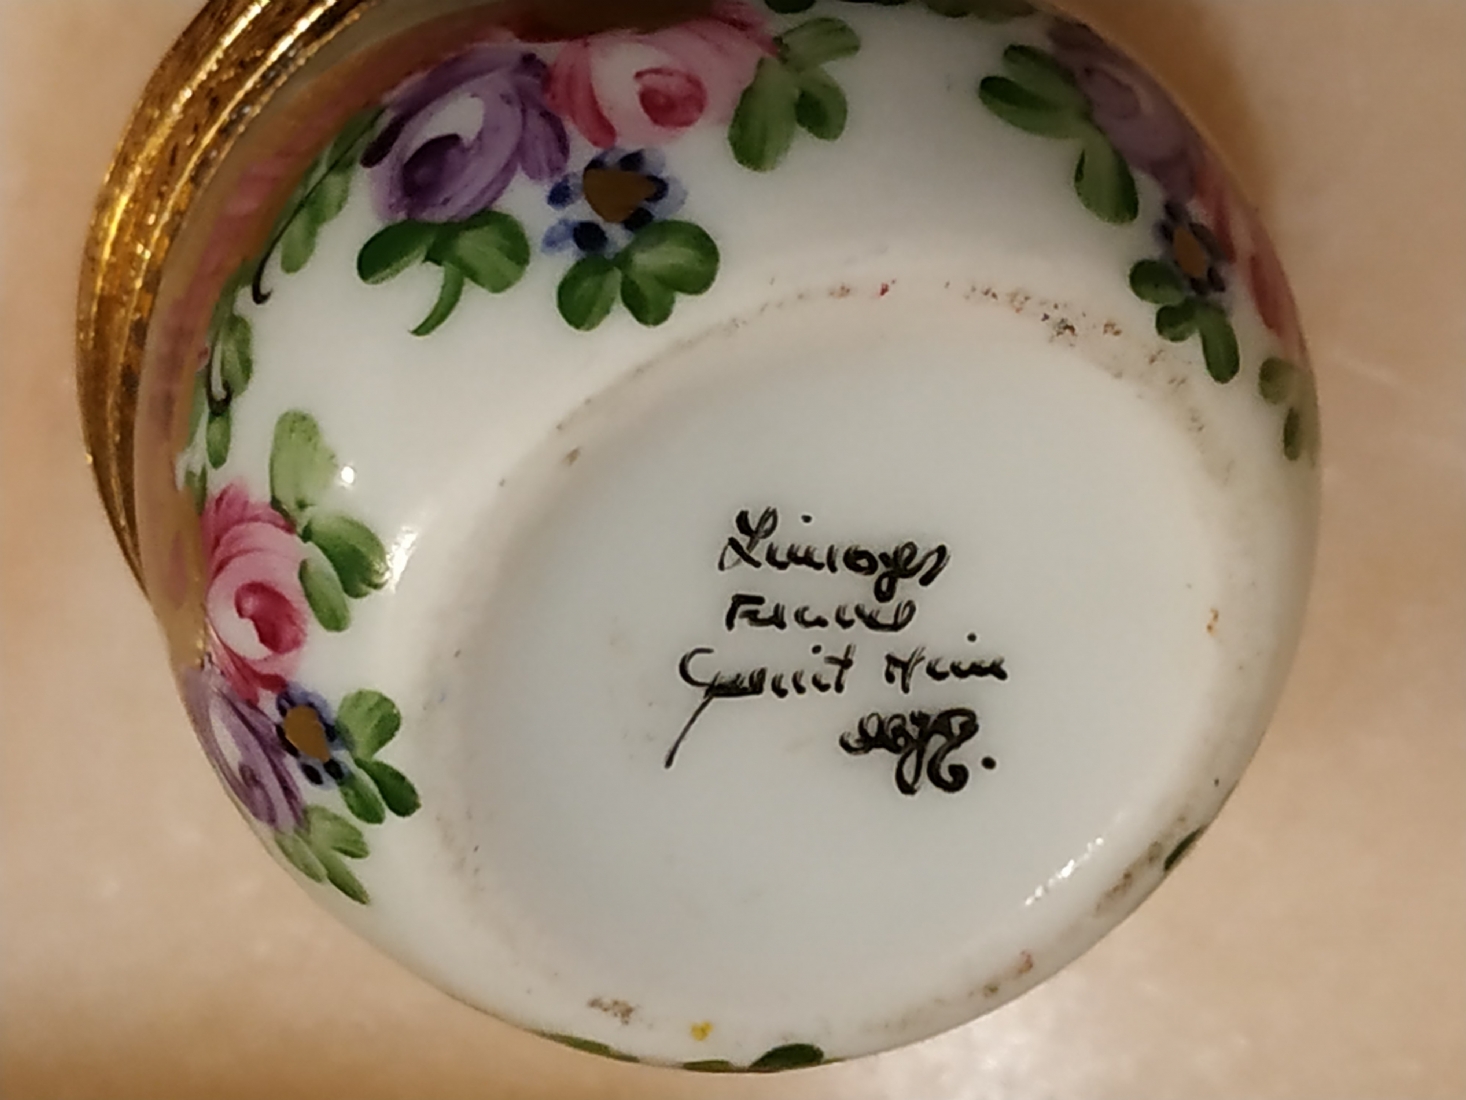 Limoges
France
Peint Main